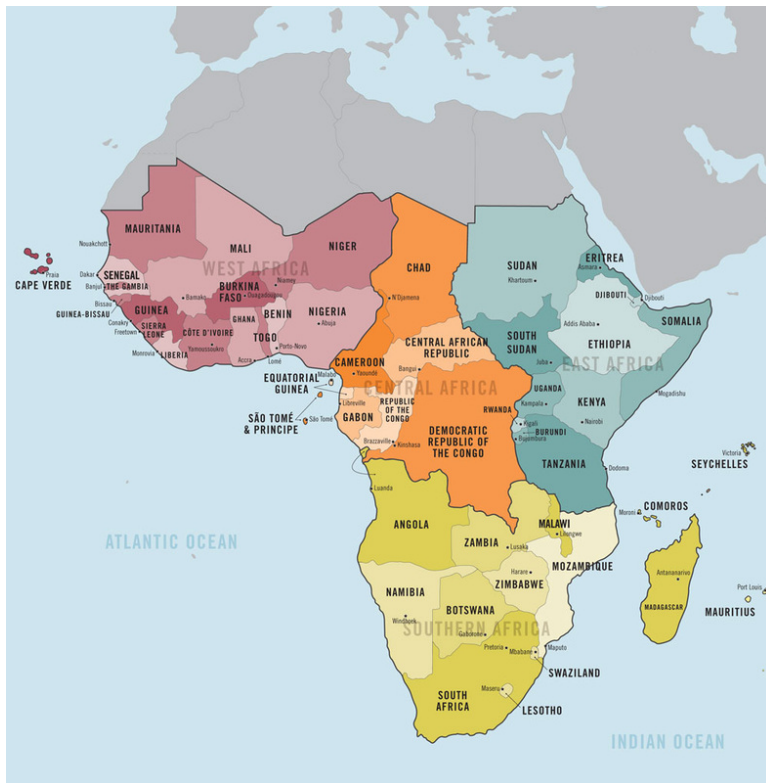 MAURITANIA
Nouakchott
MALI
NIGER
WEST AFRICA
CHAD
SUDAN
Khartoum
ERITREA
Asmara
Praia
CAPE VERDE
Dakar
SENEGAL
Banjul
THE GAMBIA
BURKINA
FASO
Ouagadougou
Niamey
Bamako
N'Djamena
DJIBOUTI
Djibouti
Bissau
GUINEA-BISSAU
GUINEA
Conakry
Freetown
SIERRA
LEONE
CÔTE D'IVOIRE
Yamoussoukro
GHANA
BENIN
TOGO
NIGERIA
Abuja
Porto-Novo
Monrovia
LIBERIA
Accra
Lomé
SOMALIA
Addis Ababa
ETHIOPIA
SOUTH
SUDAN
Juba
EAST AFRICA
CENTRAL AFRICAN
REPUBLIC
Bangui
CAMEROON
Yaoundé
CENTRAL AFRICA
Malabo
EQUATORIAL
GUINEA
Libreville
GABON
REPUBLIC
OF THE
CONGO
SÃO TOMÉ
& PRINCIPE
São Tomé
Brazzaville
Kinshasa
DEMOCRATIC
REPUBLIC OF
THE CONGO
UGANDA
Kampala
KENYA
Nairobi
Mogadishu
RWANDA
Kigali
BURUNDI
Bujumbura
TANZANIA
Dodoma
Victoria
SEYCHELLES
Luanda
ANGOLA
ZAMBIA
Lusaka
MALAWI
Lilongwe
Moroni
COMOROS
ATLANTIC OCEAN
MOZAMBIQUE
Harare
ZIMBABWE
NAMIBIA
Windhoek
BOTSWANA
Gaborone
SOUTHERN AFRICA
Antananarivo
MADAGASCAR
Port Louis
MAURITIUS
Pretoria
Mbabane
Maputo
SWAZILAND
Maseru
SOUTH
AFRICA
LESOTHO
INDIAN OCEAN